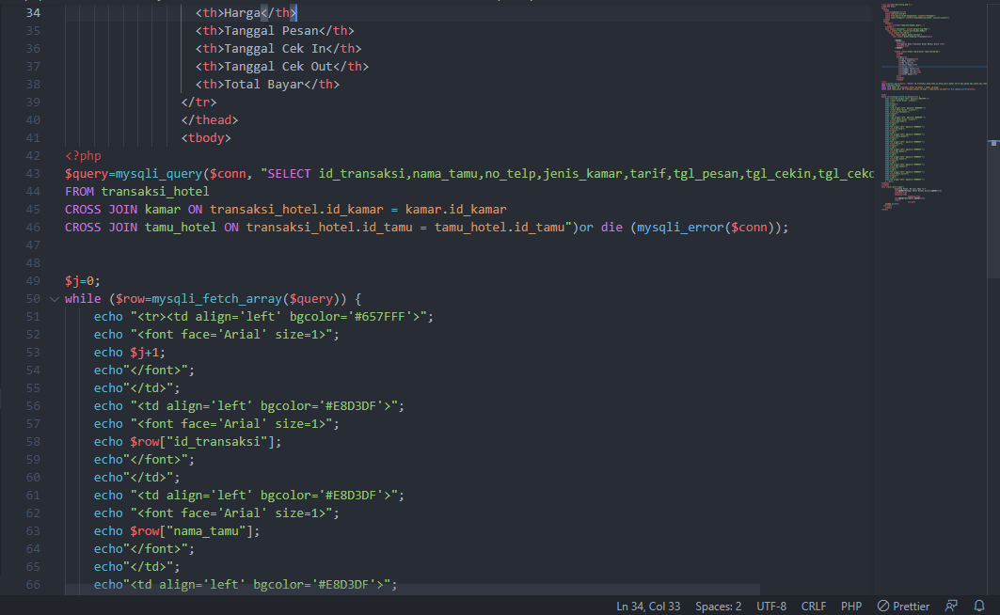 34 <th>Harga</th>
35 <th>Tanggal Pesan</th>
36 <th>Tanggal Cek In</th>
37 <th>Tanggal Cek Out</th>
38 <th>Total Bayar</th>
39 </tr>
40 </thead>
41 <tbody>
42 <?php
43 $query=mysqli_query($conn, "SELECT id_transaksi,nama_tamu,no_telp,jenis_kamar,tarif,tgl_pesan,tgl_cekin,tgl_ceko
44 FROM transaksi_hotel
45 CROSS JOIN kamar ON transaksi_hotel.id_kamar = kamar.id_kamar
46 CROSS JOIN tamu_hotel ON transaksi_hotel.id_tamu = tamu_hotel.id_tamu")or die (mysqli_error($conn));
47
48
49 $j=0;
50 while ($row=mysqli_fetch_array($query)) {
51 echo "<tr><td align='left' bgcolor='#657FFF'>";
52 echo "<font face='Arial' size=1>";
53 echo $j+1;
54 echo"</font>";
55 echo"</td>";
56 echo "<td align='left' bgcolor='#E8D3DF'>";
57 echo "<font face='Arial' size=1>";
58 echo $row["id_transaksi"];
59 echo"</font>";
60 echo"</td>";
61 echo "<td align='left' bgcolor='#E8D3DF'>";
62 echo "<font face='Arial' size=1>";
63 echo $row["nama_tamu"];
64 echo"</font>";
65 echo"</td>";
66 echo"<td align='left' bgcolor='#E8D3DF'>";
Ln 34, Col 33 Spaces: 2 UTF-8 CRLF PHP Prettier